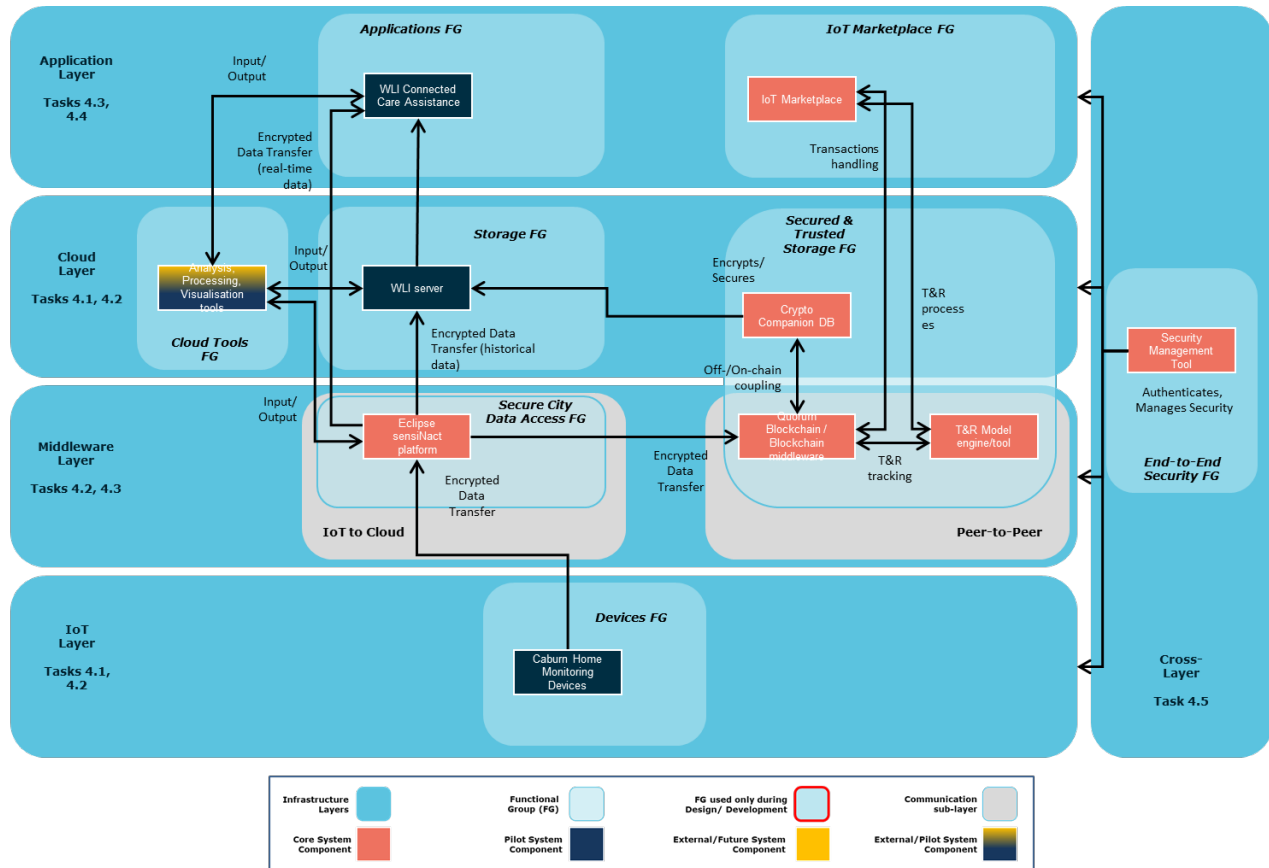 Applications FG
IoT Marketplace FG
Application
Layer
Tasks 4.3,
4.4
Input/
Output
WLI Connected
Care Assistance
IoT Marketplace
Encrypted
Data Transfer
(real-time
data)
Transactions
handling
Cloud
Layer
Tasks 4.1, 4.2
Storage FG
Secured &
Trusted
Storage FG
Input/
Output
Analysis,
Processing,
Visualisation
tools
WLI server
Encrypts/
Secures
Crypto
Companion DB
T&R
process
es
Cloud Tools
FG
Encrypted Data
Transfer (historical
data)
Off-/On-chain
coupling
Security
Management
Tool
Authenticates,
Manages Security
End-to-End
Security FG
Middleware
Layer
Tasks 4.2, 4.3
Input/
Output
Secure City
Data Access FG
Eclipse
sensiNact
platform
Quorum
Blockchain /
Blockchain
middleware
T&R Model
engine/tool
Encrypted
Data
Transfer
Encrypted
Data
Transfer
T&R
tracking
IoT to Cloud
Peer-to-Peer
IoT
Layer
Tasks 4.1,
4.2
Devices FG
Caburn Home
Monitoring
Devices
Cross-
Layer
Task 4.5
Infrastructure
Layers
Functional
Group (FG)
FG used only during
Design/ Development
Communication
sub-layer
Core System
Component
Pilot System
Component
External/Future System
Component
External/Pilot System
Component